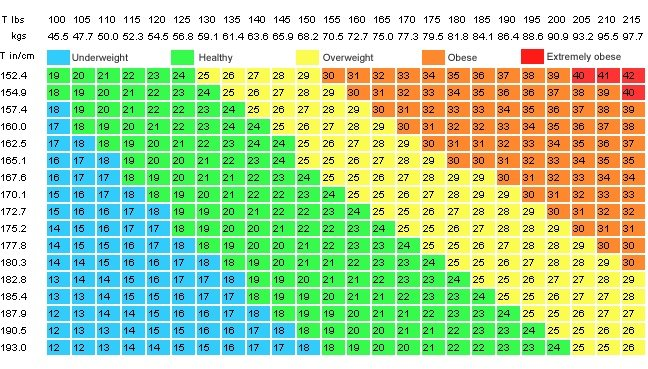 T lbs 100 105 110 115 120 125 130 135 140 145 150 155 160 165 170 175 180 185 190 195 200 205 210 215
kgs 45.5 47.7 50.0 52.3 54.5 56.8 59.1 61.4 63.6 65.9 68.2 70.5 72.7 75.0 77.3 79.5 81.8 84.1 86.4 88.6 90.9 93.2 95.5 97.7
T in/cm Underweight Healthy Overweight Obese Extremely obese
152.4 19 20 21 22 23 24 25 26 27 28 29 30 31 32 33 34 35 36 37 38 39 40 41 42
154.9 18 19 20 21 22 23 24 25 26 27 28 29 30 31 32 33 34 35 36 36 37 38 39 40
157.4 18 19 20 21 22 22 23 24 25 26 27 28 29 30 31 32 33 33 34 35 36 37 38 39
160.0 17 18 19 20 21 22 23 24 24 25 26 27 28 29 30 31 32 32 33 34 35 36 37 38
162.5 17 18 18 19 20 21 22 23 24 24 25 26 27 28 29 30 31 31 32 33 34 35 36 37
165.1 16 17 18 19 20 20 21 22 23 24 25 25 26 27 28 29 30 30 31 32 33 34 35 35
167.6 16 17 17 18 19 20 21 21 22 23 24 25 25 26 27 28 29 29 30 31 32 33 34 34
170.1 15 16 17 18 18 19 20 21 22 22 23 24 25 25 26 27 28 29 29 30 31 32 33 33
172.7 15 16 16 17 18 19 19 20 21 22 22 23 24 25 25 26 27 28 28 29 30 31 32 32
175.2 14 15 16 17 17 18 19 20 20 21 22 22 23 24 25 25 26 27 28 28 29 30 31 31
177.8 14 15 15 16 17 18 18 19 20 20 21 22 23 23 24 25 25 26 27 28 28 29 30 30
180.3 14 14 15 16 16 17 18 18 19 20 21 21 22 23 23 24 25 25 26 27 28 28 29 30
182.8 13 14 14 15 16 17 17 18 19 19 20 21 21 22 23 23 24 25 25 26 27 27 28 29
185.4 13 13 14 15 15 16 17 17 18 19 19 20 21 21 22 23 23 24 25 25 26 27 27 28
187.9 12 13 14 14 15 16 16 17 18 18 19 19 20 21 21 22 23 23 24 25 25 26 27 27
190.5 12 13 13 14 15 15 16 16 17 18 18 19 20 20 21 21 22 23 23 24 25 25 26 26
193.0 12 12 13 14 14 15 15 16 17 17 18 18 19 20 20 21 22 22 23 23 24 25 25 26